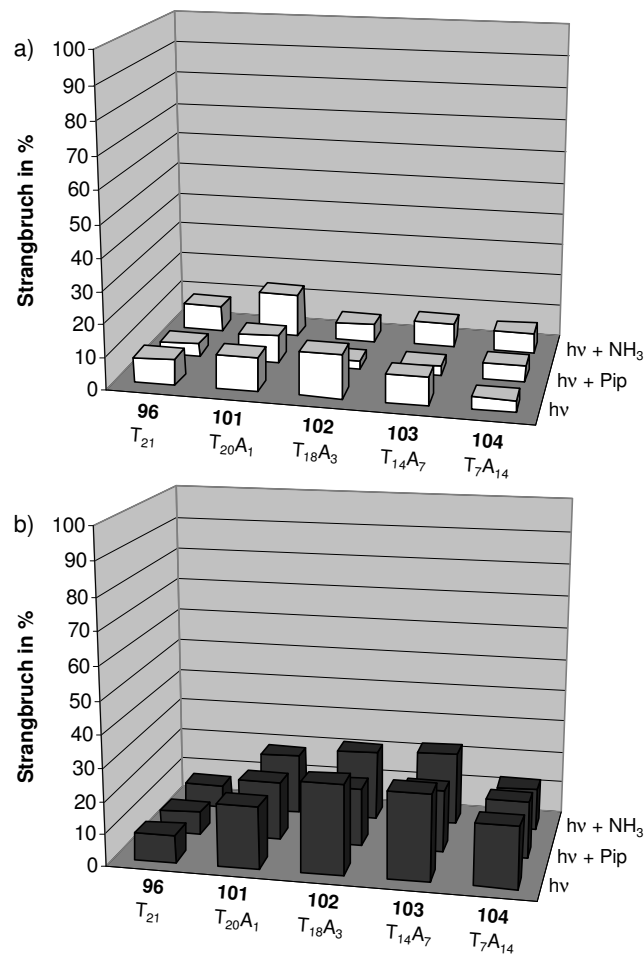 a)
Strangbruch in %
100
90
80
70
60
50
40
30
20
10
0
hν + NH₃
hν + Pip
hν
96 101 102 103 104
T₂₁ T₂₀A₁ T₁₈A₃ T₁₄A₇ T₇A₁₄
b)
Strangbruch in %
100
90
80
70
60
50
40
30
20
10
0
hν + NH₃
hν + Pip
hν
96 101 102 103 104
T₂₁ T₂₀A₁ T₁₈A₃ T₁₄A₇ T₇A₁₄